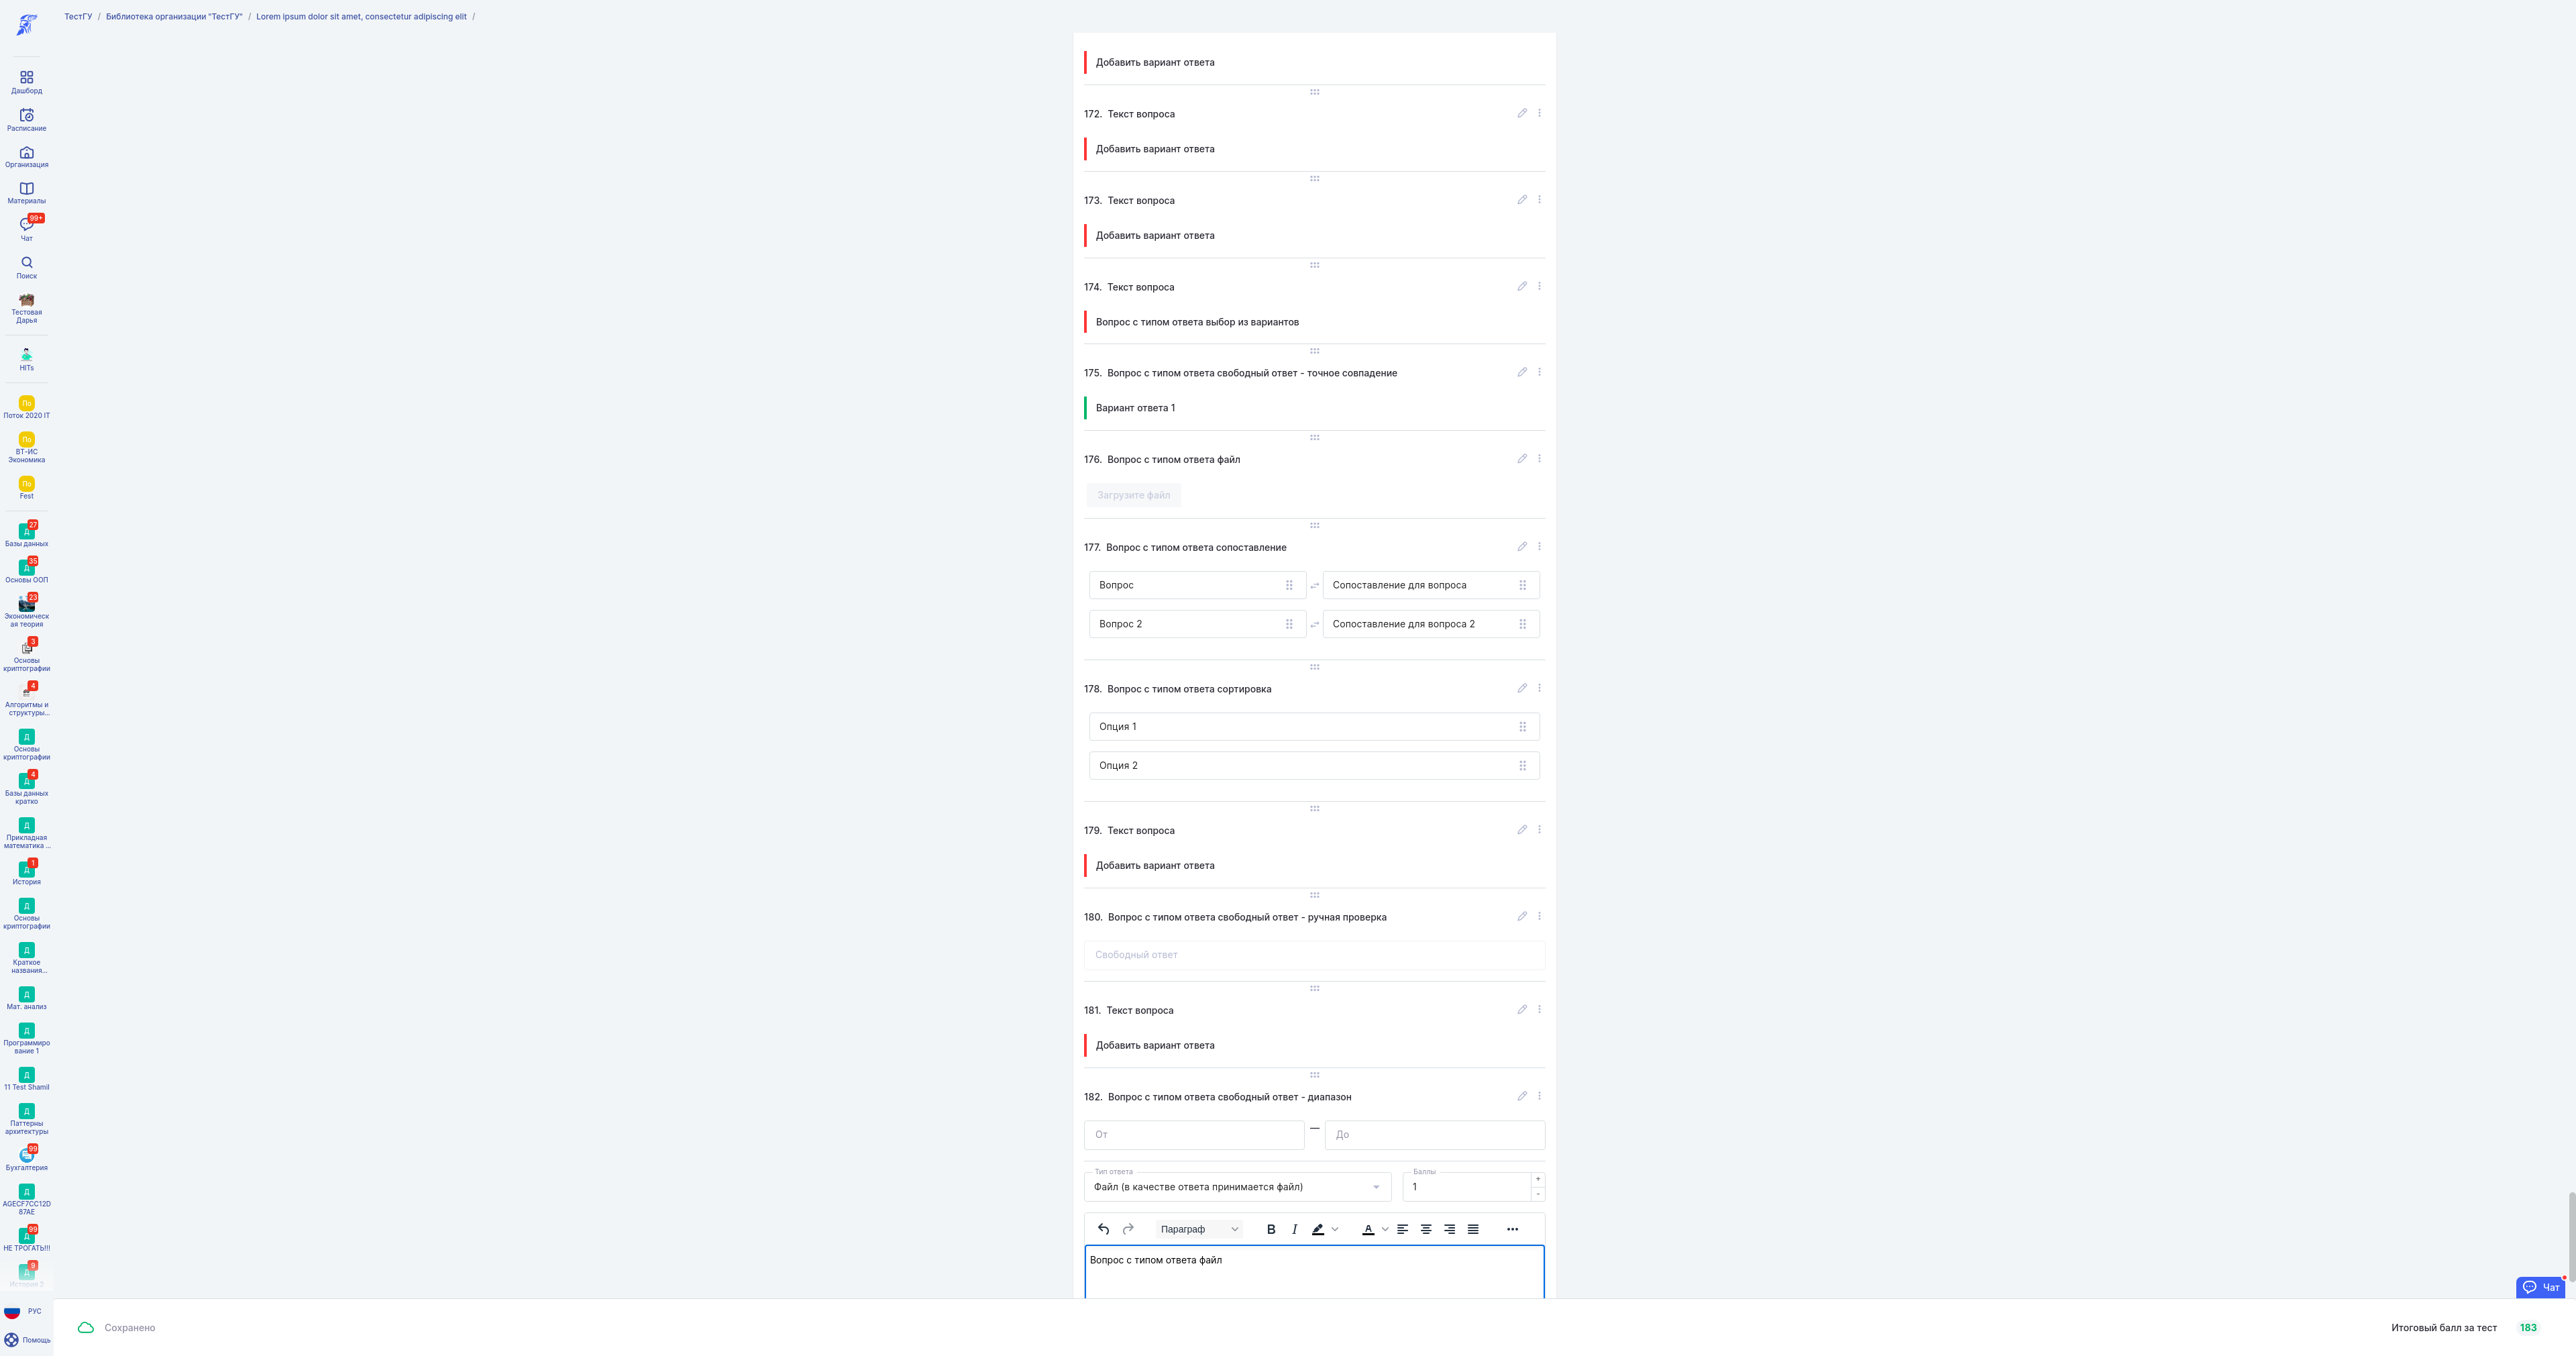 ТестГУ / Библиотека организации "ТестГУ" / Lorem ipsum dolor sit amet, consectetur adipiscing elit /
Дашборд
Расписание
Организация
Материалы
99+
Чат
Поиск
Тестовая
Дарья
HITs
По
Поток 2020 IT
По
ВТ-ИС
Экономика
По
Fest
27
Д
Базы данных
35
Д
Основы ООП
23
Экономическ
ая теория
3
Основы
криптографии
4
Алгоритмы и
структуры...
Д
Основы
криптографии
4
Д
Базы данных
кратко
Д
Прикладная
математика ...
1
Д
История
Д
Основы
криптографии
Д
Краткое
названия...
Д
Мат. анализ
Д
Программиро
вание 1
Д
11 Test Shamil
Д
Паттерны
архитектуры
99
Бухгалтерия
Д
AGECF7CC12D
87AE
99
Д
НЕ ТРОГАТЬ!!!
9
Д
История 2
РУС
Помощь
Добавить вариант ответа
172. Текст вопроса
Добавить вариант ответа
173. Текст вопроса
Добавить вариант ответа
174. Текст вопроса
Вопрос с типом ответа выбор из вариантов
175. Вопрос с типом ответа свободный ответ - точное совпадение
Вариант ответа 1
176. Вопрос с типом ответа файл
Загрузите файл
177. Вопрос с типом ответа сопоставление
Вопрос Сопоставление для вопроса
Вопрос 2 Сопоставление для вопроса 2
178. Вопрос с типом ответа сортировка
Опция 1
Опция 2
179. Текст вопроса
Добавить вариант ответа
180. Вопрос с типом ответа свободный ответ - ручная проверка
Свободный ответ
181. Текст вопроса
Добавить вариант ответа
182. Вопрос с типом ответа свободный ответ - диапазон
От — До
Тип ответа Баллы
Файл (в качестве ответа принимается файл) 1 + -
Параграф B I A
Вопрос с типом ответа файл
Чат
Сохранено
Итоговый балл за тест 183